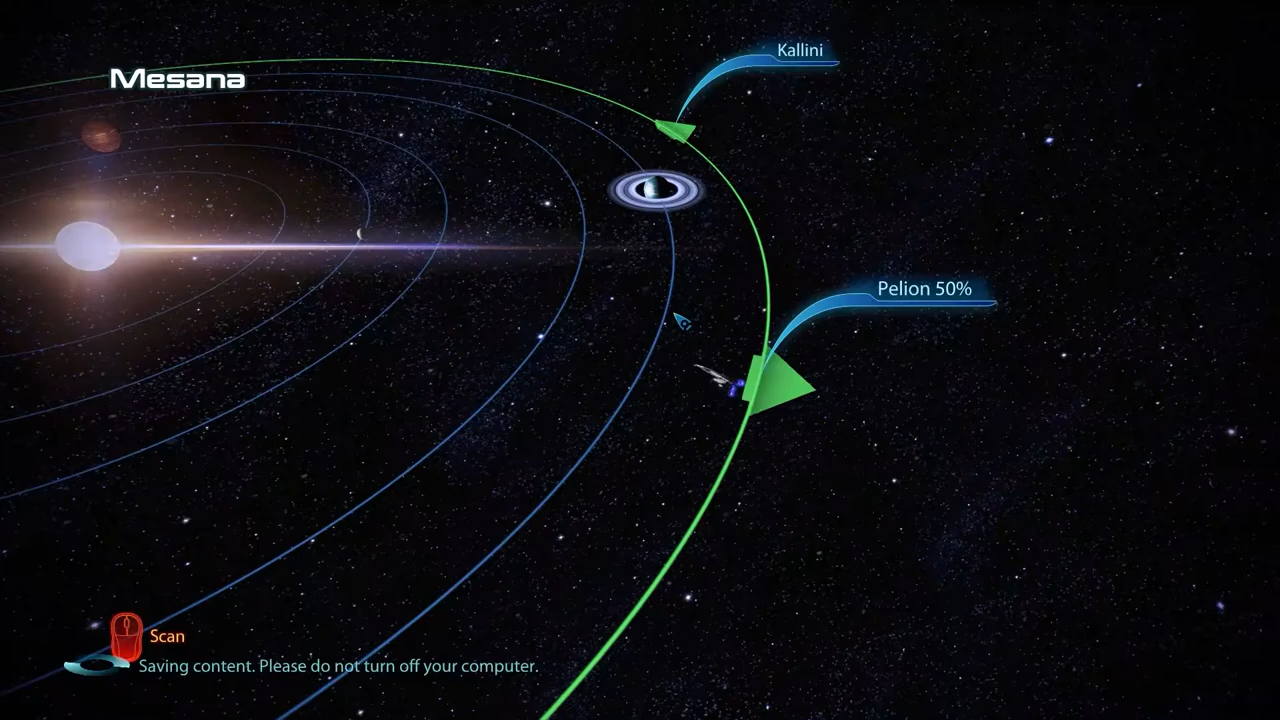 Kallini
Mesana
Pelion 50%
Scan
Saving content. Please do not turn off your computer.